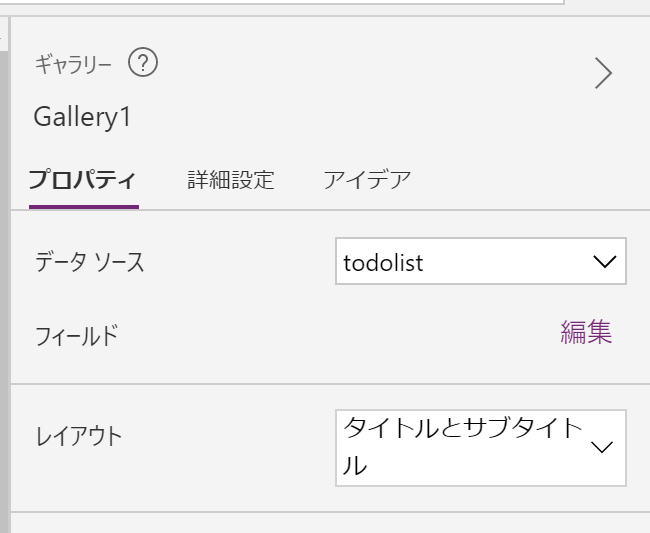 ギャラリー ?
Gallery1
プロパティ 詳細設定 アイデア
データ ソース todolist
フィールド 編集
レイアウト タイトルとサブタイト
ル